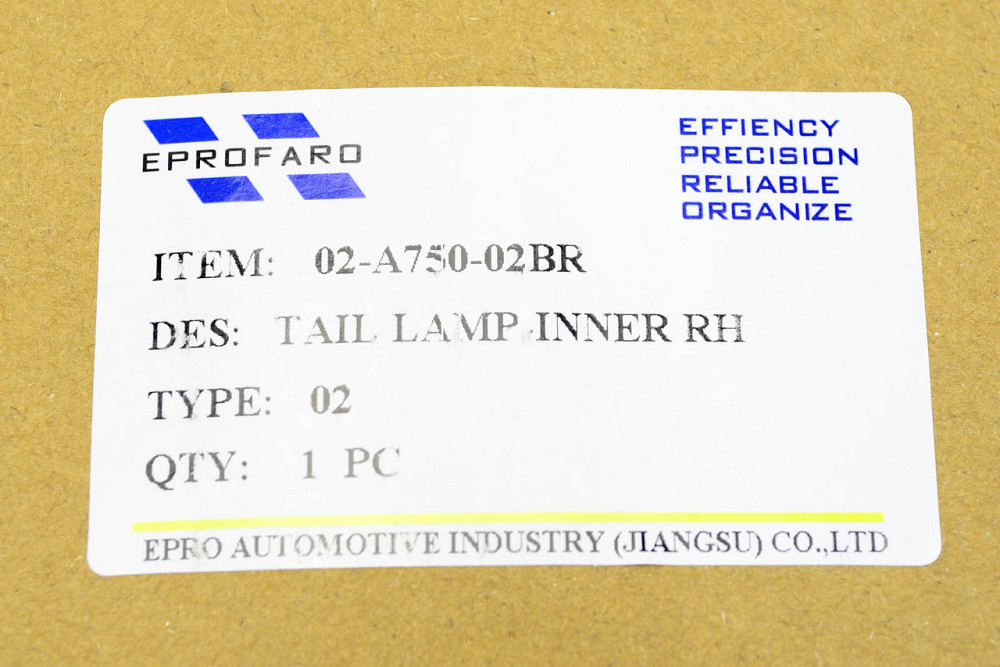 EPROFARO
EFFIENCY
PRECISION
RELIABLE
ORGANIZE
ITEM: 02-A750-02BR
DES: TAIL LAMP INNER RH
TYPE: 02
QTY: 1 PC
EPRO AUTOMOTIVE INDUSTRY (JIANGSU) CO.,LTD